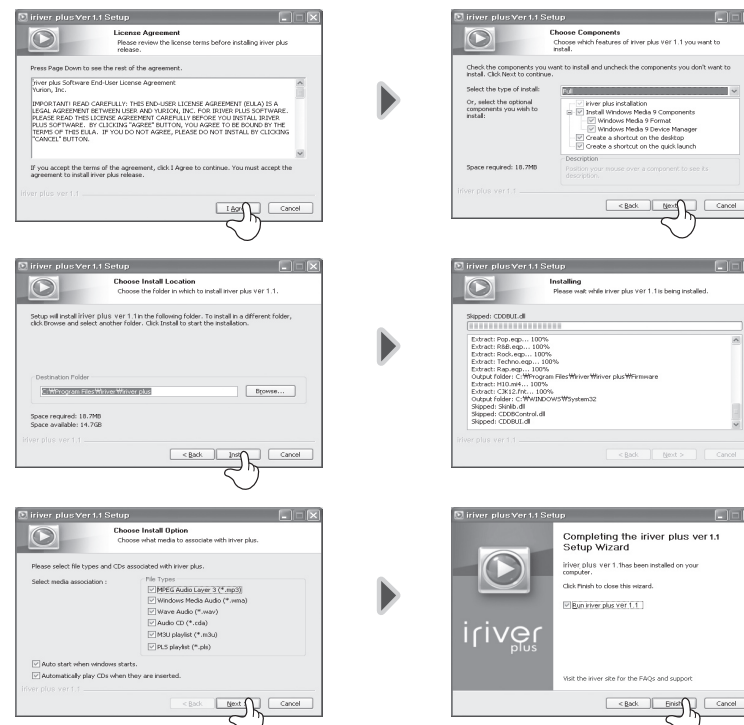 iriver plus Ver 1.1 Setup
License Agreement
Please review the license terms before installing iriver plus
release.
Press Page Down to see the rest of the agreement.
iriver plus Software End-User License Agreement
Yurion, Inc.
IMPORTANT! READ CAREFULLY: THIS END-USER LICENSE AGREEMENT (EULA) IS A
LEGAL AGREEMENT BETWEEN USER AND YURION, INC. FOR IRIVER PLUS SOFTWARE.
PLEASE READ THIS LICENSE AGREEMENT CAREFULLY BEFORE YOU INSTALL IRIVER
PLUS SOFTWARE. BY CLICKING "AGREE" BUTTON, YOU AGREE TO BE BOUND BY THE
TERMS OF THIS EULA. IF YOU DO NOT AGREE, PLEASE DO NOT INSTALL BY CLICKING
"CANCEL" BUTTON.
If you accept the terms of the agreement, click I Agree to continue. You must accept the
agreement to install iriver plus release.
iriver plus ver 1.1
I Agree
Cancel
iriver plus Ver 1.1 Setup
Choose Components
Choose which features of iriver plus ver 1.1 you want to
install.
Check the components you want to install and uncheck the components you don't want to
install. Click Next to continue.
Select the type of install:
Full
Or, select the optional
components you wish to
install:
iriver plus installation
Install Windows Media 9 Components
Windows Media 9 Format
Windows Media 9 Device Manager
Create a shortcut on the desktop
Create a shortcut on the quick launch
Space required: 18.7MB
Description
Position your mouse over a component to see its
description.
iriver plus ver 1.1
< Back
Next
Cancel
iriver plus Ver 1.1 Setup
Choose Install Location
Choose the folder in which to install iriver plus ver 1.1.
Setup will install iriver plus ver 1.1 in the following folder. To install in a different folder,
click Browse and select another folder. Click Install to start the installation.
Destination Folder
C:₩Program Files₩iriver₩iriver plus
Browse...
Space required: 18.7MB
Space available: 14.7GB
iriver plus ver 1.1
< Back
Install
Cancel
iriver plus Ver 1.1 Setup
Installing
Please wait while iriver plus ver 1.1 is being installed.
Skipped: CDDBUI.dll
Extract: Pop.eqp... 100%
Extract: R&B.eqp... 100%
Extract: Rock.eqp... 100%
Extract: Techno.eqp... 100%
Extract: Rap.eqp... 100%
Output folder: C:₩Program Files₩iriver₩iriver plus₩Firmware
Extract: H10.mi4... 100%
Extract: CJK12.fnt... 100%
Output folder: C:₩WINDOWS₩System32
Skipped: Skinlib.dll
Skipped: CDDBControl.dll
Skipped: CDDBUI.dll
iriver plus ver 1.1
< Back
Next >
Cancel
iriver plus Ver 1.1 Setup
Choose Install Option
Choose what media to associate with iriver plus.
Please select file types and CDs associated with iriver plus.
Select media association :
File Types
MPEG Audio Layer 3 (*.mp3)
Windows Media Audio (*.wma)
Wave Audio (*.wav)
Audio CD (*.cda)
M3U playlist (*.m3u)
PLS playlist (*.pls)
Auto start when windows starts.
Automatically play CDs when they are inserted.
iriver plus ver 1.1
< Back
Next >
Cancel
iriver plus Ver 1.1 Setup
Completing the iriver plus ver 1.1
Setup Wizard
iriver plus ver 1.1has been installed on your
computer.
Click Finish to close this wizard.
Run iriver plus ver 1.1
iriver
plus
Visit the iriver site for the FAQs and support
< Back
Finish
Cancel